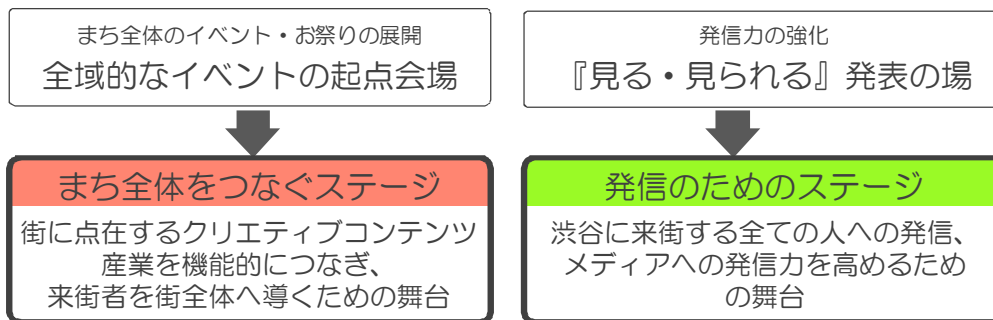 まち全体のイベント・お祭りの展開
全域的なイベントの起点会場
まち全体をつなぐステージ
街に点在するクリエティブコンテンツ
産業を機能的につなぎ、
来街者を街全体へ導くための舞台
発信力の強化
『見る・見られる』発表の場
発信のためのステージ
渋谷に来街する全ての人への発信、
メディアへの発信力を高めるため
の舞台